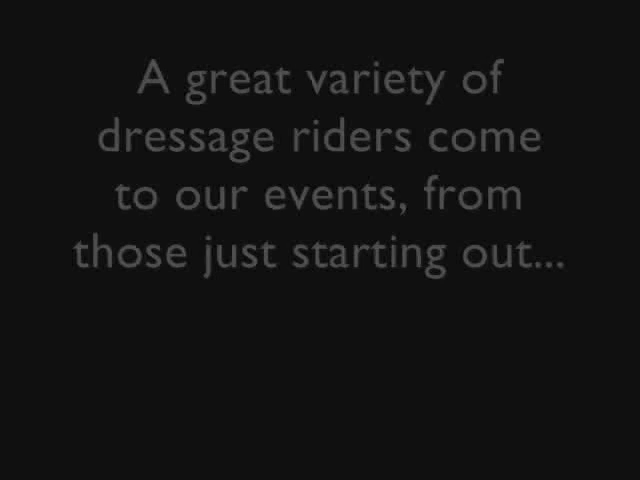 A great variety of
dressage riders come
to our events, from
those just starting out...